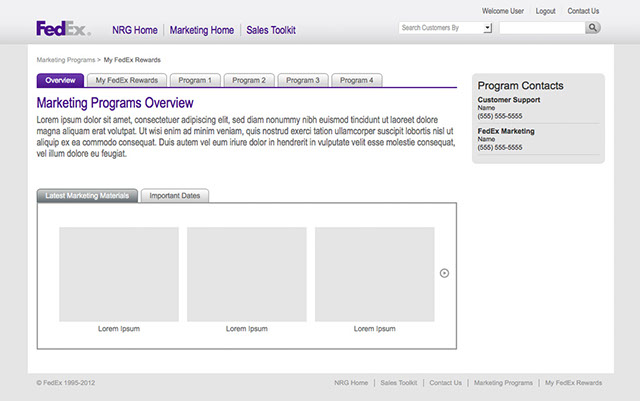 Welcome User | Logout | Contact Us
FedEx®
NRG Home | Marketing Home | Sales Toolkit
Search Customers By
Marketing Programs > My FedEx Rewards
Overview
My FedEx Rewards
Program 1
Program 2
Program 3
Program 4
Marketing Programs Overview
Lorem ipsum dolor sit amet, consectetuer adipiscing elit, sed diam nonummy nibh euismod tincidunt ut laoreet dolore
magna aliquam erat volutpat. Ut wisi enim ad minim veniam, quis nostrud exerci tation ullamcorper suscipit lobortis nisl ut
aliquip ex ea commodo consequat. Duis autem vel eum iriure dolor in hendrerit in vulputate velit esse molestie consequat,
vel illum dolore eu feugiat.
Program Contacts
Customer Support
Name
(555) 555-5555
FedEx Marketing
Name
(555) 555-5555
Latest Marketing Materials
Important Dates
Lorem Ipsum
Lorem Ipsum
Lorem Ipsum
© FedEx 1995-2012
NRG Home | Sales Toolkit | Contact Us | Marketing Programs | My FedEx Rewards